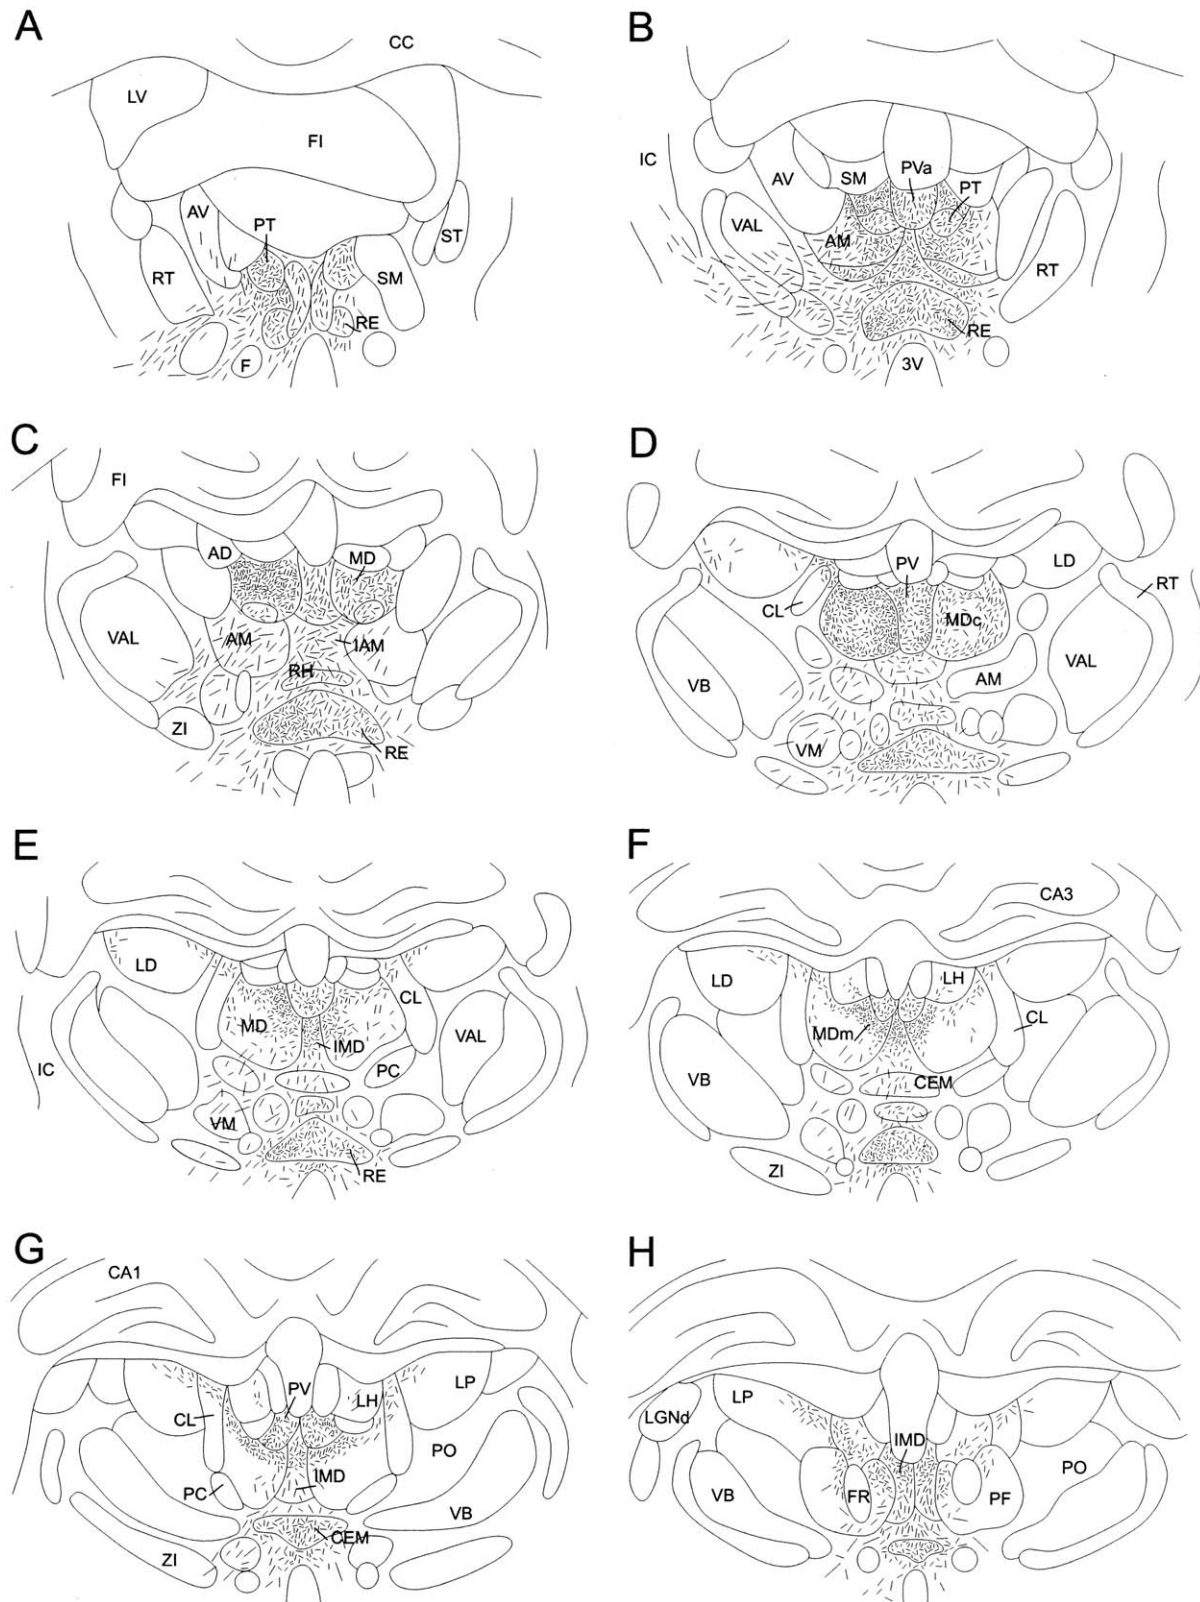 A
CC
LV
FI
AV
PT
ST
RT
SM
RE
F
B
IC
AV
SM
PVa
PT
VAL
AM
RT
RE
3V
C
FI
AD
MD
VAL
AM
IAM
RH
ZI
RE
D
PV
LD
RT
CL
MDc
VB
AM
VAL
VM
E
LD
CL
MD
IMD
VAL
IC
PC
VM
RE
F
CA3
LD
LH
CL
MDm
VB
CEM
ZI
G
CA1
PV
LH
LP
CL
PO
PC
IMD
VB
CEM
ZI
H
LP
LGNd
IMD
PO
VB
FR
PF